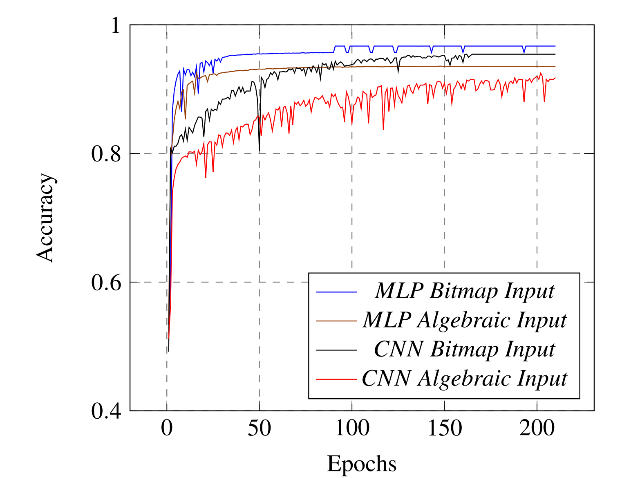 1
0.8
0.6
0.4
Accuracy
0 50 100 150 200
Epochs
MLP Bitmap Input
MLP Algebraic Input
CNN Bitmap Input
CNN Algebraic Input